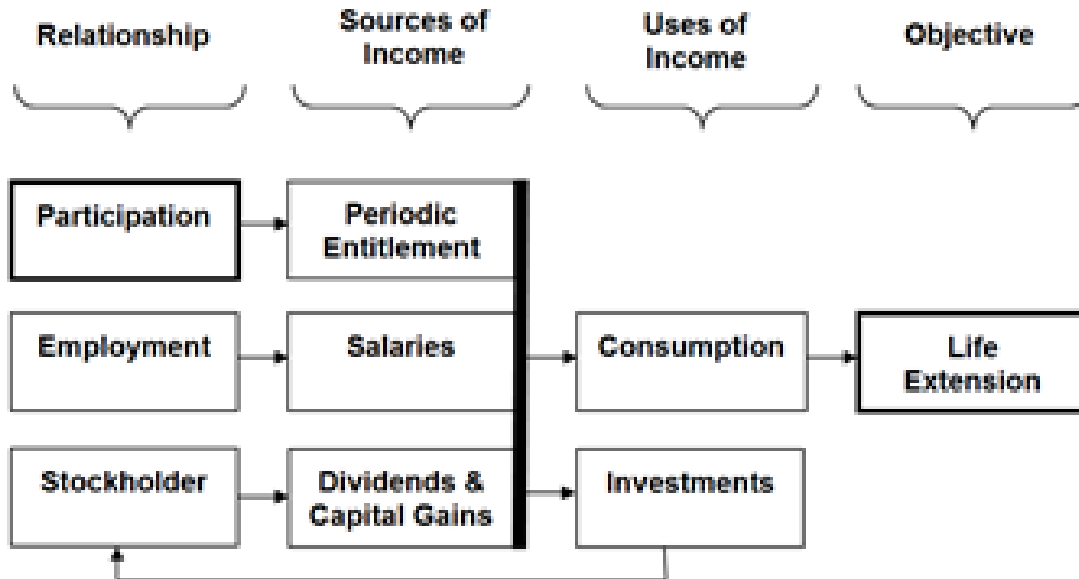 Relationship
Sources of
Income
Uses of
Income
Objective
Participation
Periodic
Entitlement
Employment
Salaries
Consumption
Life
Extension
Stockholder
Dividends &
Capital Gains
Investments